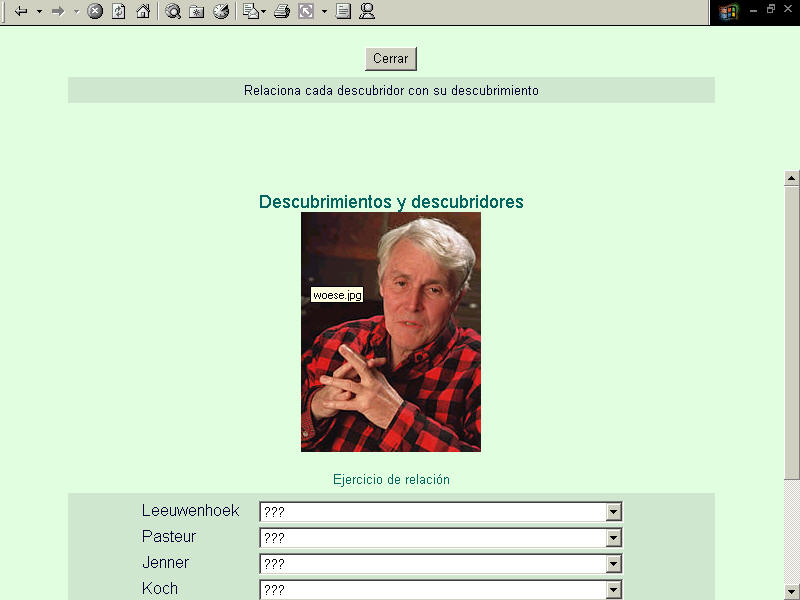 Cerrar
Relaciona cada descubridor con su descubrimiento
Descubrimientos y descubridores
woese.jpg
Ejercicio de relación
Leeuwenhoek ???
Pasteur ???
Jenner ???
Koch ???